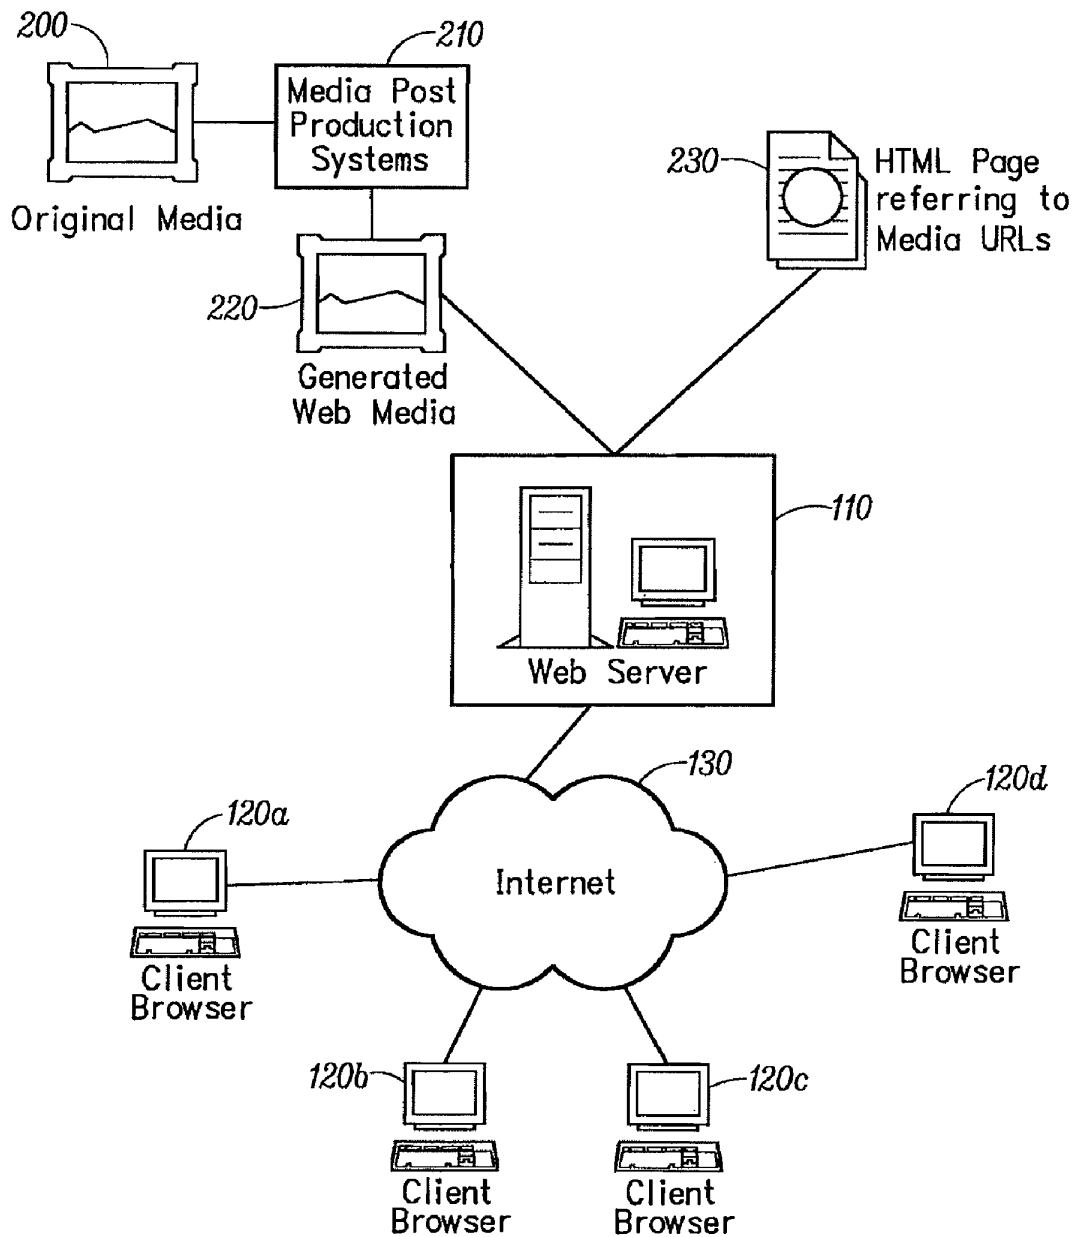 200
210
Media Post
Production
Systems
Original Media
230
HTML Page
referring to
Media URLs
220
Generated
Web Media
110
Web Server
130
120a
120d
Internet
Client
Browser
Client
Browser
120b
120c
Client
Browser
Client
Browser